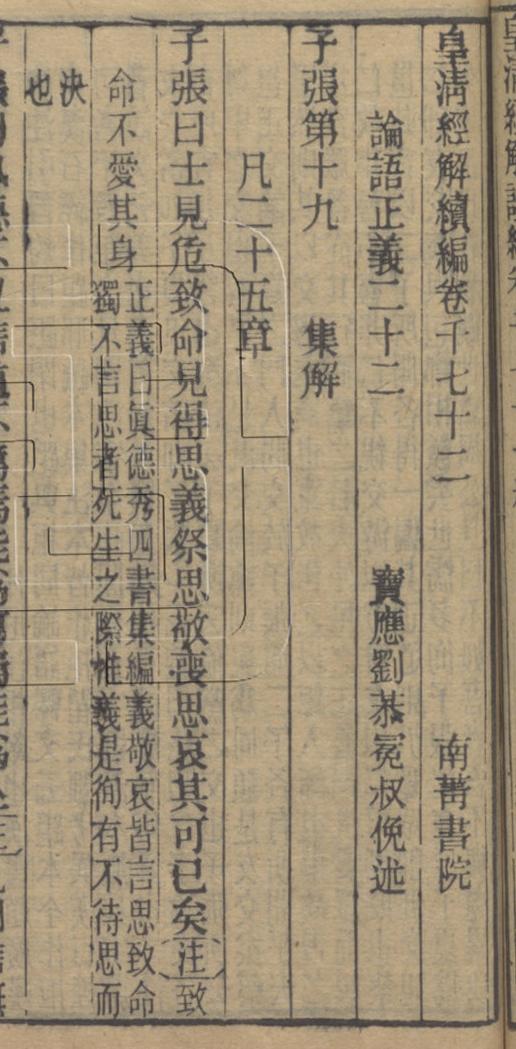 皇清經解續編卷千七十二　南菁書院
論語正義二十二　寶應劉恭冕叔俛述
子張第十九　集解
凡二十五章
子張曰士見危致命見得思義祭思敬喪思哀其可已矣注致
命不愛其身
正義曰眞德秀四書集編義敬哀皆言思致命
獨不言思者死生之際惟義是徇有不待思而
決
也